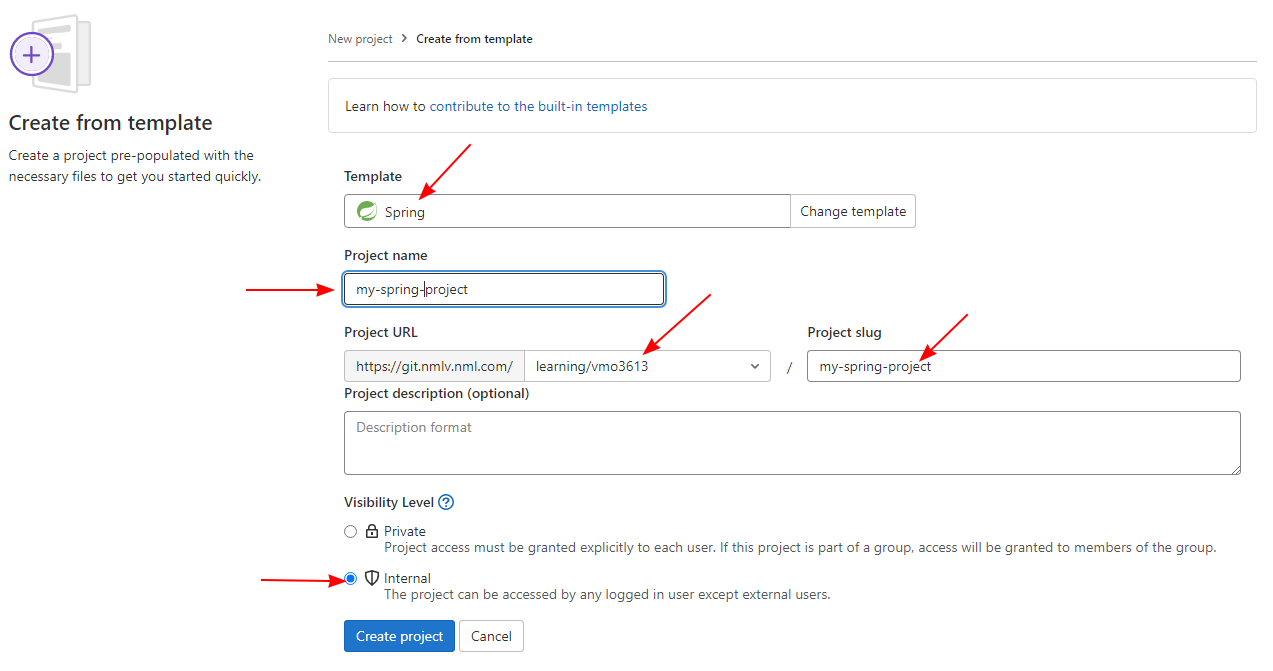 New project > Create from template
Learn how to contribute to the built-in templates
Create from template
Create a project pre-populated with the
necessary files to get you started quickly.
Template
Spring
Change template
Project name
my-spring-project
Project URL
Project slug
https://git.nmlv.nml.com/
learning/vmo3613
/
my-spring-project
Project description (optional)
Description format
Visibility Level ?
Private
Project access must be granted explicitly to each user. If this project is part of a group, access will be granted to members of the group.
Internal
The project can be accessed by any logged in user except external users.
Create project
Cancel